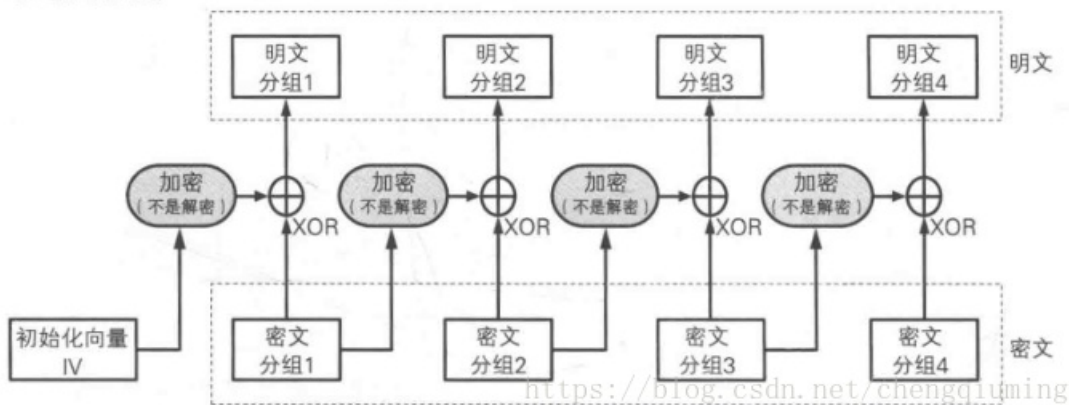 明文
分组1
明文
分组2
明文
分组3
明文
分组4
明文
加密
(不是解密)
XOR
加密
(不是解密)
XOR
加密
(不是解密)
XOR
加密
(不是解密)
XOR
初始化向量
IV
密文
分组1
密文
分组2
密文
分组3
密文
分组4
密文
https://blog.csdn.net/chengqiuming